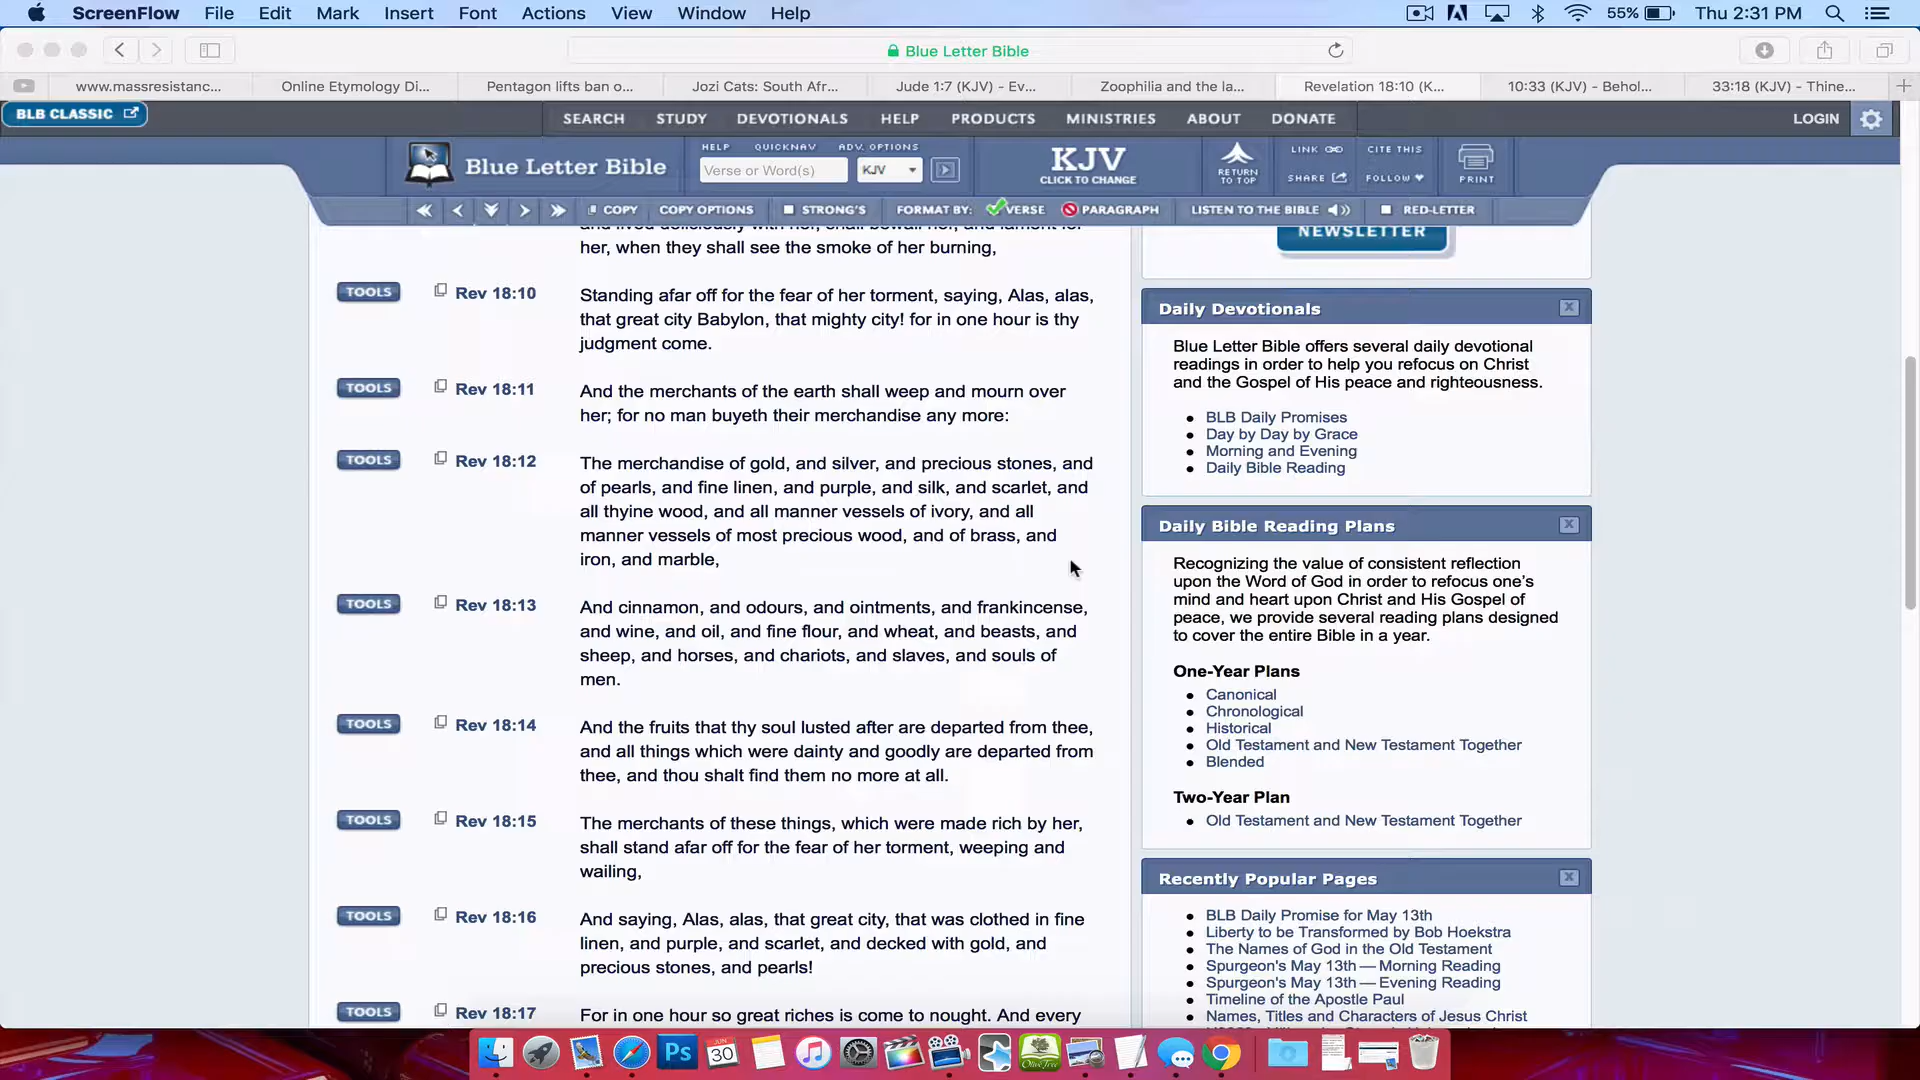 ScreenFlow File Edit Mark Insert Font Actions View Window Help 55% Thu 2:31 PM
Blue Letter Bible
www.massresistanc... Online Etymology Di... Pentagon lifts ban o... Jozi Cats: South Afr... Jude 1:7 (KJV) - Ev... Zoophilia and the la... Revelation 18:10 (K... 10:33 (KJV) - Behol... 33:18 (KJV) - Thine...
BLB CLASSIC SEARCH STUDY DEVOTIONALS HELP PRODUCTS MINISTRIES ABOUT DONATE LOGIN
HELP QUICKNAV ADV. OPTIONS
Blue Letter Bible Verse or Word(s) KJV
KJV
CLICK TO CHANGE
RETURN
TO TOP
LINK CITE THIS
SHARE FOLLOW
PRINT
COPY COPY OPTIONS STRONG'S FORMAT BY: VERSE PARAGRAPH LISTEN TO THE BIBLE RED-LETTER
and lived deliciously with her, shall bewail her, and lament for
her, when they shall see the smoke of her burning,
TOOLS Rev 18:10 Standing afar off for the fear of her torment, saying, Alas, alas,
that great city Babylon, that mighty city! for in one hour is thy
judgment come.
TOOLS Rev 18:11 And the merchants of the earth shall weep and mourn over
her; for no man buyeth their merchandise any more:
TOOLS Rev 18:12 The merchandise of gold, and silver, and precious stones, and
of pearls, and fine linen, and purple, and silk, and scarlet, and
all thyine wood, and all manner vessels of ivory, and all
manner vessels of most precious wood, and of brass, and
iron, and marble,
TOOLS Rev 18:13 And cinnamon, and odours, and ointments, and frankincense,
and wine, and oil, and fine flour, and wheat, and beasts, and
sheep, and horses, and chariots, and slaves, and souls of
men.
TOOLS Rev 18:14 And the fruits that thy soul lusted after are departed from thee,
and all things which were dainty and goodly are departed from
thee, and thou shalt find them no more at all.
TOOLS Rev 18:15 The merchants of these things, which were made rich by her,
shall stand afar off for the fear of her torment, weeping and
wailing,
TOOLS Rev 18:16 And saying, Alas, alas, that great city, that was clothed in fine
linen, and purple, and scarlet, and decked with gold, and
precious stones, and pearls!
TOOLS Rev 18:17 For in one hour so great riches is come to nought. And every
NEWSLETTER
Daily Devotionals
Blue Letter Bible offers several daily devotional
readings in order to help you refocus on Christ
and the Gospel of His peace and righteousness.
BLB Daily Promises
Day by Day by Grace
Morning and Evening
Daily Bible Reading
Daily Bible Reading Plans
Recognizing the value of consistent reflection
upon the Word of God in order to refocus one's
mind and heart upon Christ and His Gospel of
peace, we provide several reading plans designed
to cover the entire Bible in a year.
One-Year Plans
Canonical
Chronological
Historical
Old Testament and New Testament Together
Blended
Two-Year Plan
Old Testament and New Testament Together
Recently Popular Pages
BLB Daily Promise for May 13th
Liberty to be Transformed by Bob Hoekstra
The Names of God in the Old Testament
Spurgeon's May 13th — Morning Reading
Spurgeon's May 13th — Evening Reading
Timeline of the Apostle Paul
Names, Titles and Characters of Jesus Christ
Ps
JUN
30